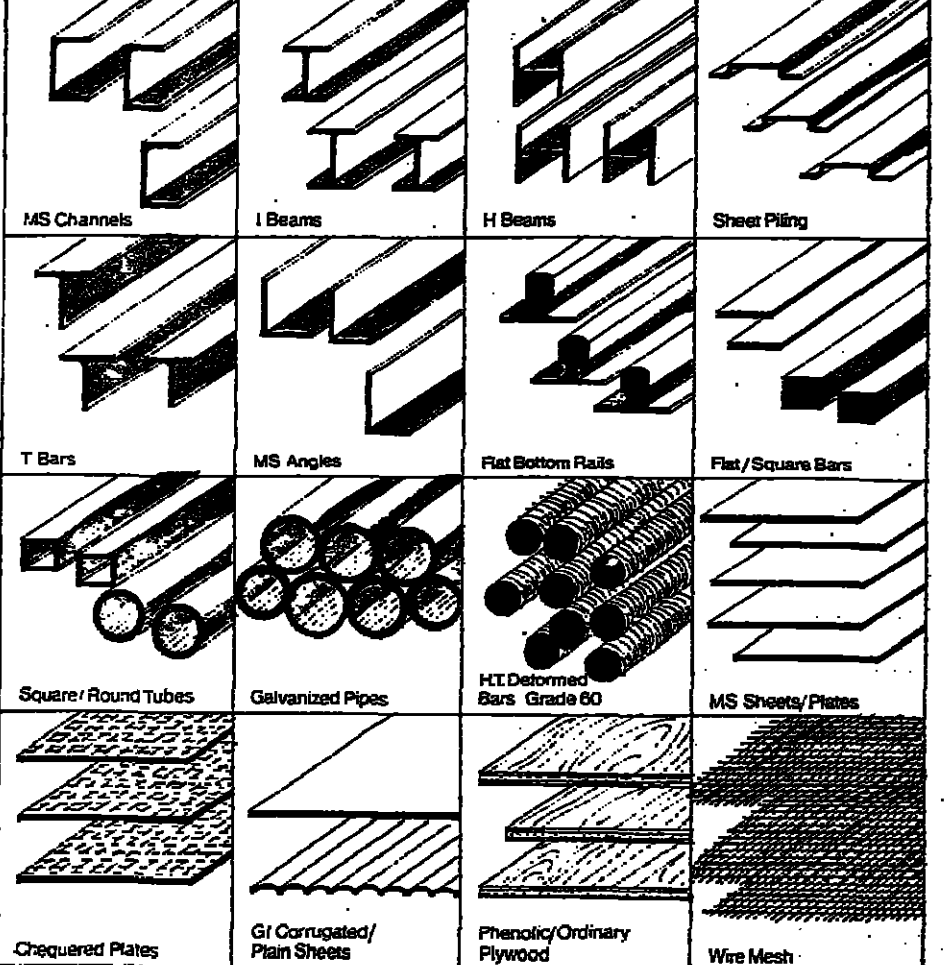 MS Channels
I Beams
H Beams
Sheet Piling
T Bars
MS Angles
Flat Bottom Rails
Flat/Square Bars
Square/Round Tubes
Galvanized Pipes
H.T. Deformed
Bars Grade 60
MS Sheets/Plates
Chequered Plates
GI Corrugated/
Plain Sheets
Phenolic/Ordinary
Plywood
Wire Mesh